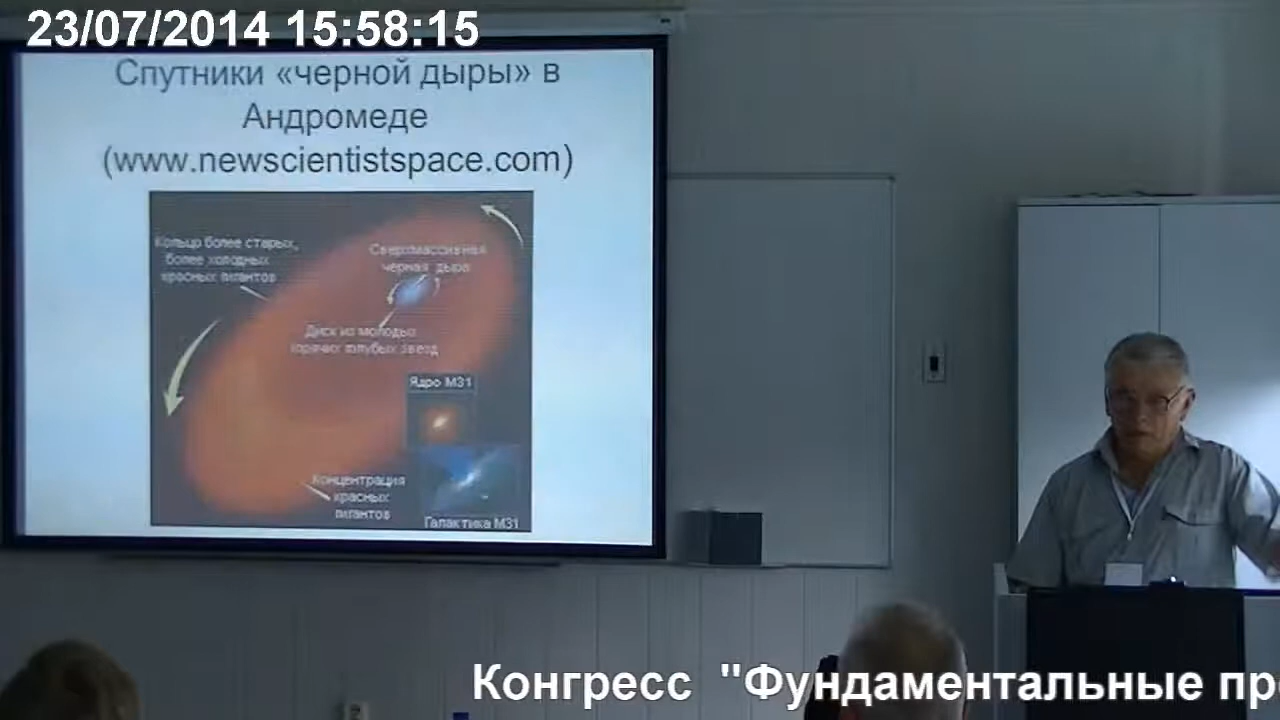 23/07/2014 15:58:15
Спутники «черной дыры» в
Андромеде
(www.newscientistspace.com)
Кольцо более старых,
более холодных
красных гигантов
Сверхмассивная
черная дыра
Диск из молодых
горячих голубых звезд
Ядро М31
Концентрация
красных
гигантов
Галактика М31
Конгресс "Фундаментальные